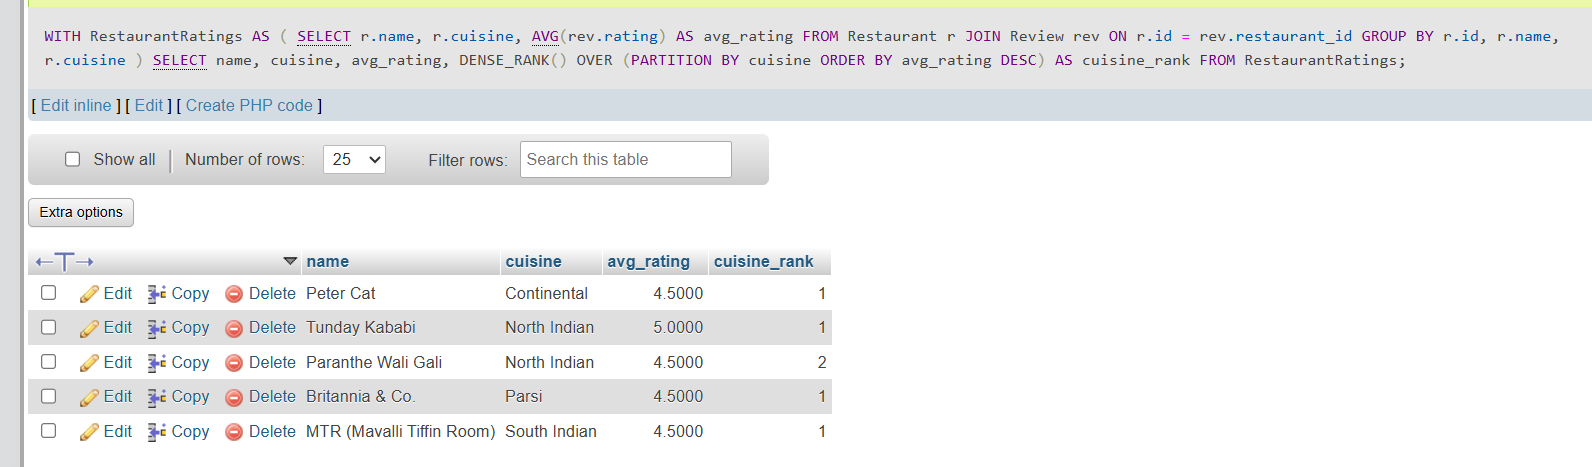 WITH RestaurantRatings AS ( SELECT r.name, r.cuisine, AVG(rev.rating) AS avg_rating FROM Restaurant r JOIN Review rev ON r.id = rev.restaurant_id GROUP BY r.id, r.name,
r.cuisine ) SELECT name, cuisine, avg_rating, DENSE_RANK() OVER (PARTITION BY cuisine ORDER BY avg_rating DESC) AS cuisine_rank FROM RestaurantRatings;
[ Edit inline ] [ Edit ] [ Create PHP code ]
Show all Number of rows: 25 Filter rows: Search this table
Extra options
name cuisine avg_rating cuisine_rank
Edit Copy Delete Peter Cat Continental 4.5000 1
Edit Copy Delete Tunday Kababi North Indian 5.0000 1
Edit Copy Delete Paranthe Wali Gali North Indian 4.5000 2
Edit Copy Delete Britannia & Co. Parsi 4.5000 1
Edit Copy Delete MTR (Mavalli Tiffin Room) South Indian 4.5000 1